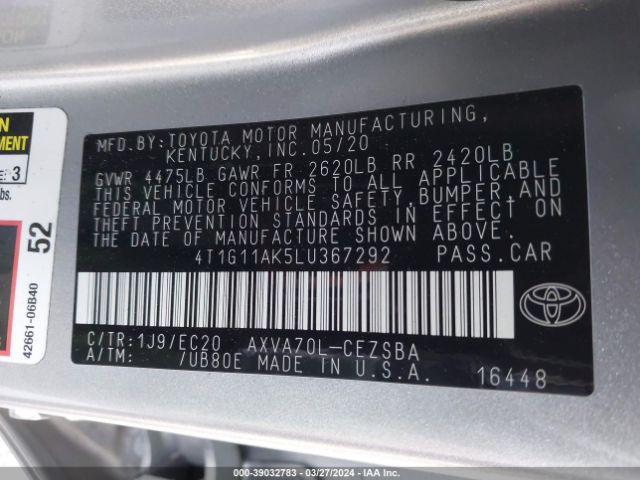 MFD.BY:TOYOTA MOTOR MANUFACTURING,
KENTUCKY,INC.05/20
GVWR 4475LB GAWR FR 2620LB RR 2420LB
THIS VEHICLE CONFORMS TO ALL APPLICABLE
FEDERAL MOTOR VEHICLE SAFETY,BUMPER,AND
THEFT PREVENTION STANDARDS IN EFFECT ON
THE DATE OF MANUFACTURE SHOWN ABOVE.
4T1G11AK5LU367292 PASS.CAR
C/TR:1J9/EC20 AXVA70L-CEZSBA
A/TM: /UB80E MADE IN U.S.A.
16448
3
lbs.
52
42661-06B40
000-39032783 - 03/27/2024 - IAA Inc.